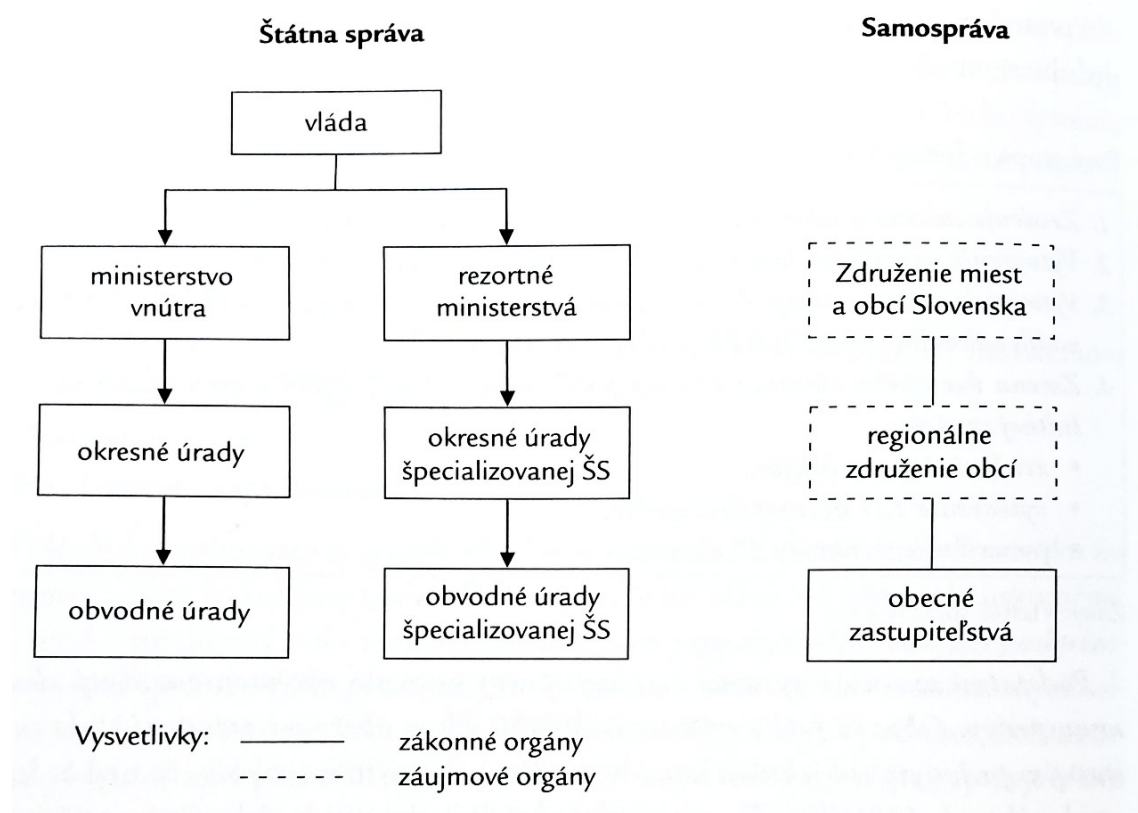 Štátna správa
Samospráva
vláda
ministerstvo
vnútra
rezortné
ministerstvá
Združenie miest
a obcí Slovenska
okresné úrady
okresné úrady
špecializovanej ŠS
regionálne
združenie obcí
obvodné úrady
obvodné úrady
špecializovanej ŠS
obecné
zastupiteľstvá
Vysvetlivky:
zákonné orgány
záujmové orgány